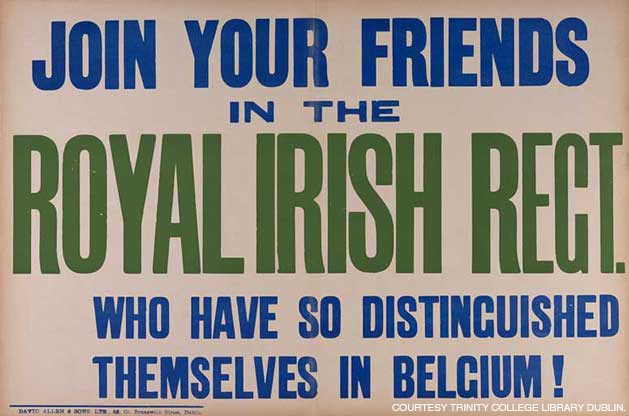 JOIN YOUR FRIENDS
IN THE
ROYAL IRISH REGT.
WHO HAVE SO DISTINGUISHED
THEMSELVES IN BELGIUM!
DAVID ALLEN & SONS LTD., 40, Gt. Brunswick Street, Dublin.
COURTESY TRINITY COLLEGE LIBRARY DUBLIN.